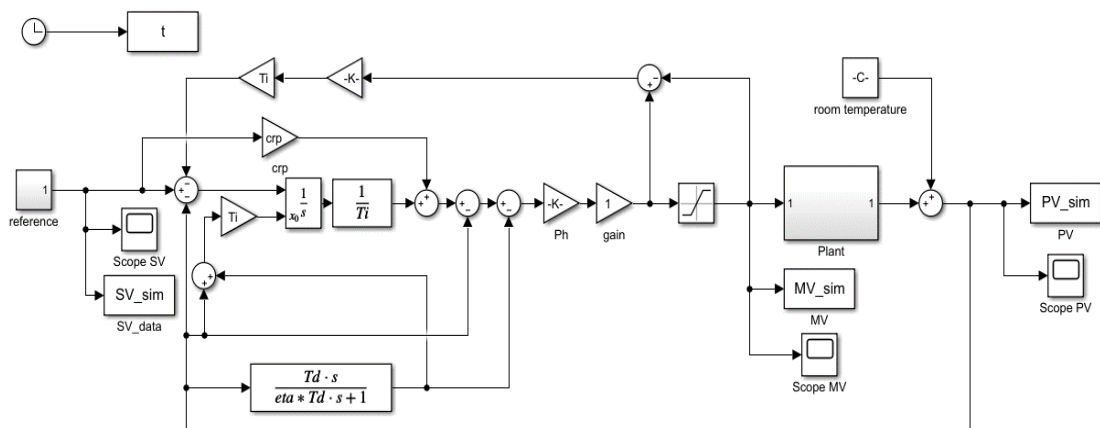 t
Ti
-K-
+ −
-C-
room temperature
crp
crp
1
reference
+ − −
1
s
x₀
1
Ti
+ +
+ −
+ −
-K-
Ph
1
gain
1
1
Plant
+ +
PV_sim
PV
Ti
Scope SV
+ +
SV_sim
SV_data
MV_sim
MV
Scope PV
Scope MV
Td · s
eta∗Td · s + 1